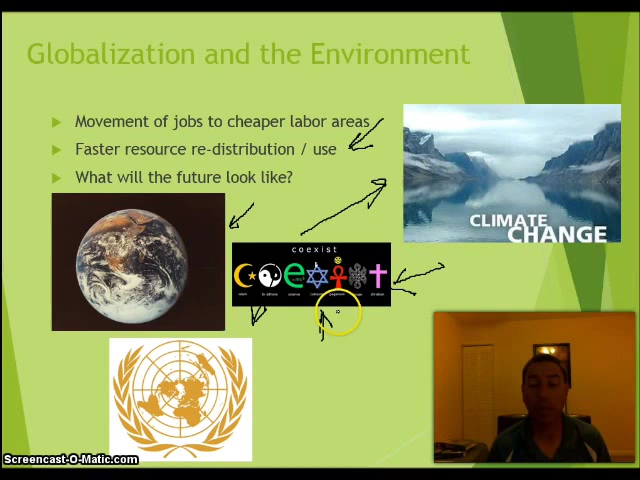 Globalization and the Environment
Movement of jobs to cheaper labor areas
Faster resource re-distribution / use
What will the future look like?
CLIMATE
CHANGE
coexist
coexist
Screencast-O-Matic.com